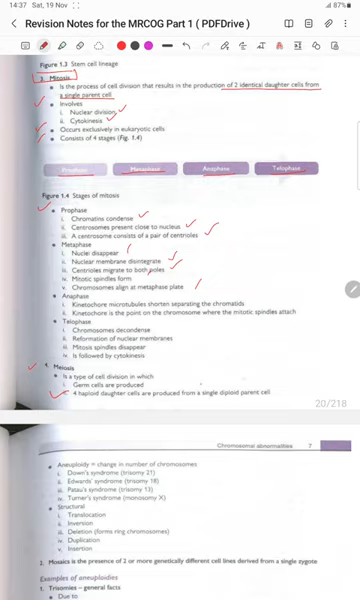 14:37 Sat, 19 Nov
87%
Revision Notes for the MRCOG Part 1 ( PDFDrive )
Figure 1.3 Stem cell lineage
3. Mitosis
• Is the process of cell division that results in the production of 2 identical daughter cells from
a single parent cell
• Involves
i. Nuclear division
ii. Cytokinesis
• Occurs exclusively in eukaryotic cells
• Consists of 4 stages (Fig. 1.4)
Prophase Metaphase Anaphase Telophase
Figure 1.4 Stages of mitosis
• Prophase
i. Chromatins condense
ii. Centrosomes present close to nucleus
iii. A centrosome consists of a pair of centrioles
• Metaphase
i. Nuclei disappear
ii. Nuclear membrane disintegrate
iii. Centrioles migrate to both poles
iv. Mitotic spindles form
v. Chromosomes align at metaphase plate
• Anaphase
i. Kinetochore microtubules shorten separating the chromatids
ii. Kinetochore is the point on the chromosome where the mitotic spindles attach
• Telophase
i. Chromosomes decondense
ii. Reformation of nuclear membranes
iii. Mitotic spindles disappear
iv. Is followed by cytokinesis
4. Meiosis
• Is a type of cell division in which
i. Germ cells are produced
ii. 4 haploid daughter cells are produced from a single diploid parent cell
20/218
Chromosomal abnormalities 7
• Aneuploidy = change in number of chromosomes
i. Down's syndrome (trisomy 21)
ii. Edwards' syndrome (trisomy 18)
iii. Patau's syndrome (trisomy 13)
iv. Turner's syndrome (monosomy X)
• Structural
i. Translocation
ii. Inversion
iii. Deletion (forms ring chromosomes)
iv. Duplication
v. Insertion
2. Mosaics is the presence of 2 or more genetically different cell lines derived from a single zygote
Examples of aneuploidies
1. Trisomies – general facts
• Due to